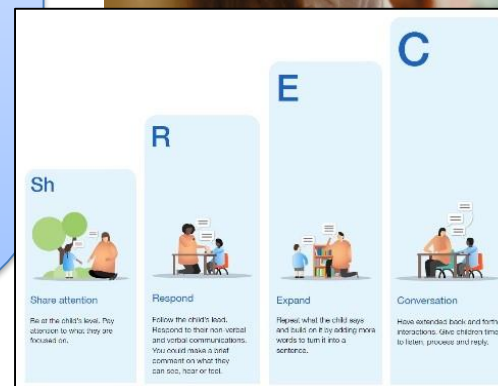 Sh
Share attention
Be at the child's level. Pay
attention to what they are
focused on.
R
Respond
Follow the child's lead.
Respond to their non-verbal
and verbal communications.
You could make a brief
comment on what they
can see, hear or feel.
E
Expand
Repeat what the child says
and build on it by adding more
words to turn it into a
sentence.
C
Conversation
Have extended back and forth
interactions. Give children time
to listen, process and reply.